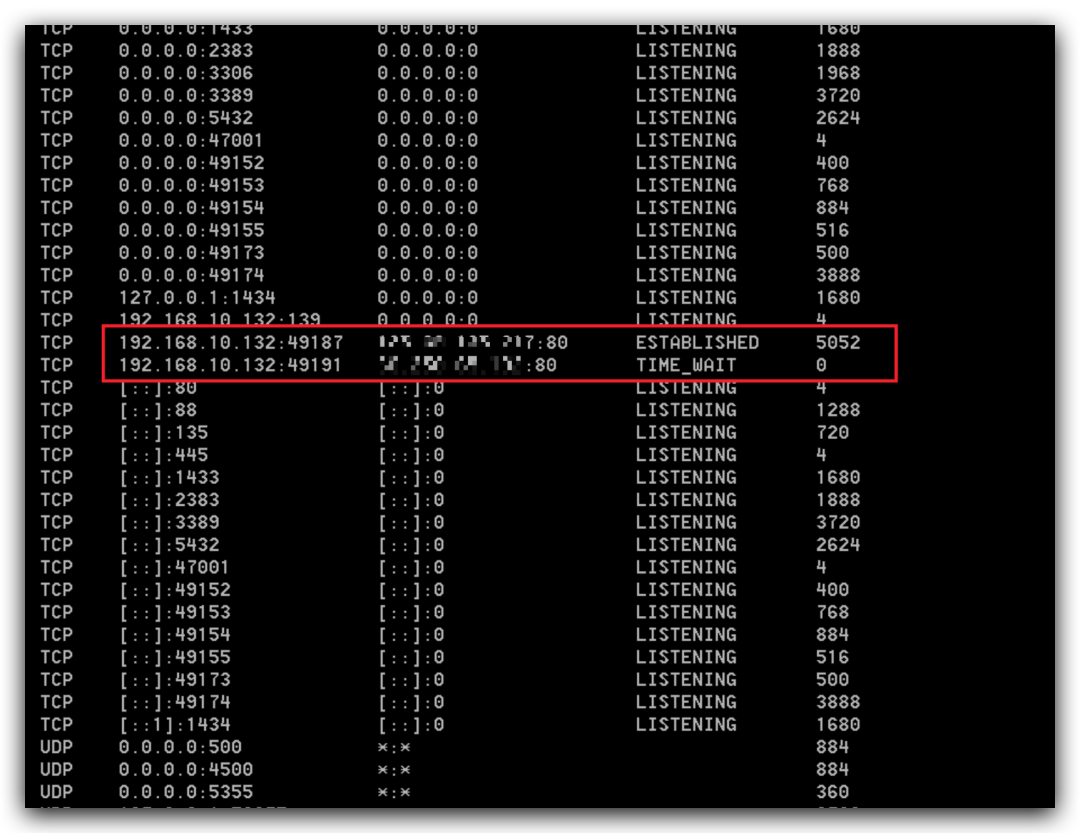 TCP 0.0.0.0:1433 0.0.0.0:0 LISTENING 1680
TCP 0.0.0.0:2383 0.0.0.0:0 LISTENING 1888
TCP 0.0.0.0:3306 0.0.0.0:0 LISTENING 1968
TCP 0.0.0.0:3389 0.0.0.0:0 LISTENING 3720
TCP 0.0.0.0:5432 0.0.0.0:0 LISTENING 2624
TCP 0.0.0.0:47001 0.0.0.0:0 LISTENING 4
TCP 0.0.0.0:49152 0.0.0.0:0 LISTENING 400
TCP 0.0.0.0:49153 0.0.0.0:0 LISTENING 768
TCP 0.0.0.0:49154 0.0.0.0:0 LISTENING 884
TCP 0.0.0.0:49155 0.0.0.0:0 LISTENING 516
TCP 0.0.0.0:49173 0.0.0.0:0 LISTENING 500
TCP 0.0.0.0:49174 0.0.0.0:0 LISTENING 3888
TCP 127.0.0.1:1434 0.0.0.0:0 LISTENING 1680
TCP 192.168.10.132:139 0.0.0.0:0 LISTENING 4
TCP 192.168.10.132:49187 :80 ESTABLISHED 5052
TCP 192.168.10.132:49191 :80 TIME_WAIT 0
TCP [::]:80 [::]:0 LISTENING 4
TCP [::]:88 [::]:0 LISTENING 1288
TCP [::]:135 [::]:0 LISTENING 720
TCP [::]:445 [::]:0 LISTENING 4
TCP [::]:1433 [::]:0 LISTENING 1680
TCP [::]:2383 [::]:0 LISTENING 1888
TCP [::]:3389 [::]:0 LISTENING 3720
TCP [::]:5432 [::]:0 LISTENING 2624
TCP [::]:47001 [::]:0 LISTENING 4
TCP [::]:49152 [::]:0 LISTENING 400
TCP [::]:49153 [::]:0 LISTENING 768
TCP [::]:49154 [::]:0 LISTENING 884
TCP [::]:49155 [::]:0 LISTENING 516
TCP [::]:49173 [::]:0 LISTENING 500
TCP [::]:49174 [::]:0 LISTENING 3888
TCP [::1]:1434 [::]:0 LISTENING 1680
UDP 0.0.0.0:500 *:* 884
UDP 0.0.0.0:4500 *:* 884
UDP 0.0.0.0:5355 *:* 360